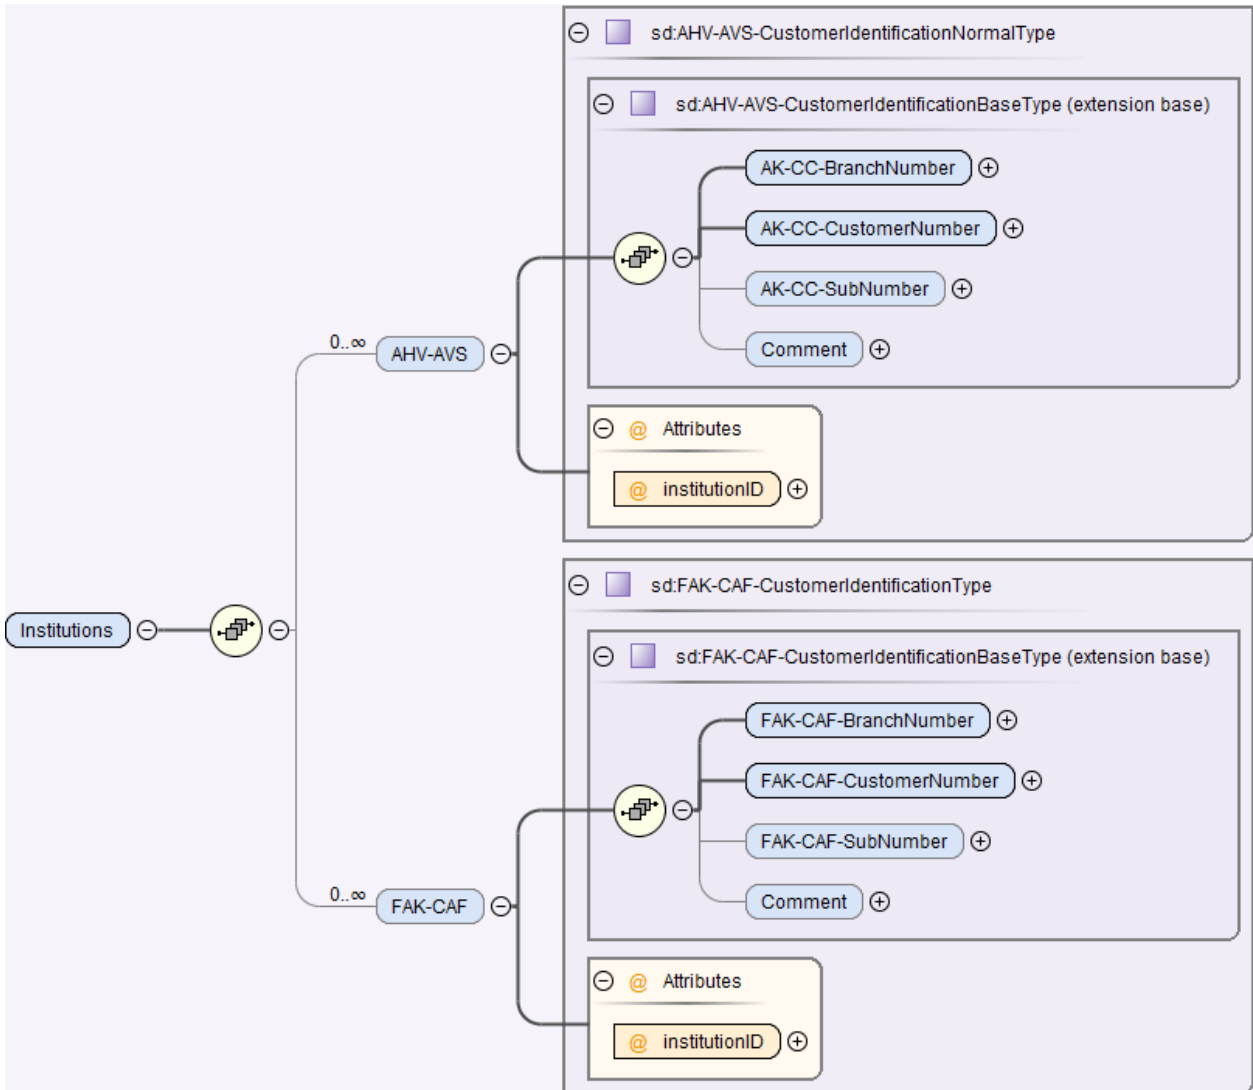 sd:AHV-AVS-CustomerIdentificationNormalType
sd:AHV-AVS-CustomerIdentificationBaseType (extension base)
AK-CC-BranchNumber
AK-CC-CustomerNumber
AK-CC-SubNumber
Comment
0..∞
AHV-AVS
@ Attributes
@ institutionID
Institutions
sd:FAK-CAF-CustomerIdentificationType
sd:FAK-CAF-CustomerIdentificationBaseType (extension base)
FAK-CAF-BranchNumber
FAK-CAF-CustomerNumber
FAK-CAF-SubNumber
Comment
0..∞
FAK-CAF
@ Attributes
@ institutionID